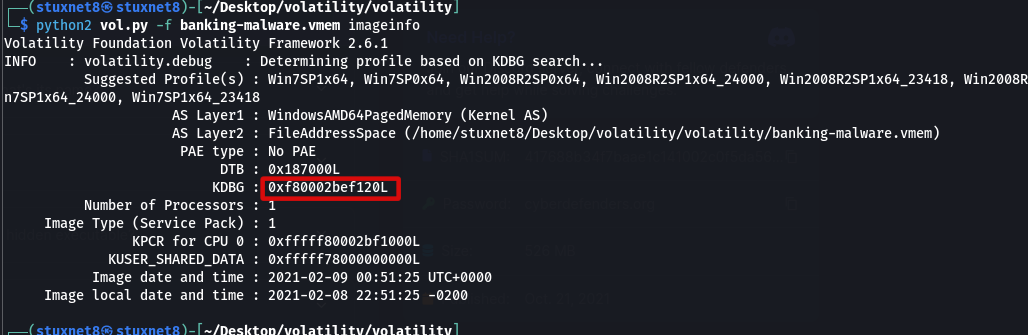 (stuxnet8㉿stuxnet8)-[~/Desktop/volatility/volatility]
$ python2 vol.py -f banking-malware.vmem imageinfo
Volatility Foundation Volatility Framework 2.6.1
INFO    : volatility.debug    : Determining profile based on KDBG search...
Suggested Profile(s) : Win7SP1x64, Win7SP0x64, Win2008R2SP0x64, Win2008R2SP1x64_24000, Win2008R2SP1x64_23418, Win2008R
n7SP1x64_24000, Win7SP1x64_23418
AS Layer1 : WindowsAMD64PagedMemory (Kernel AS)
AS Layer2 : FileAddressSpace (/home/stuxnet8/Desktop/volatility/volatility/banking-malware.vmem)
PAE type : No PAE
DTB : 0x187000L
KDBG : 0xf80002bef120L
Number of Processors : 1
Image Type (Service Pack) : 1
KPCR for CPU 0 : 0xfffff80002bf1000L
KUSER_SHARED_DATA : 0xfffff78000000000L
Image date and time : 2021-02-09 00:51:25 UTC+0000
Image local date and time : 2021-02-08 22:51:25 -0200
(stuxnet8㉿stuxnet8)-[~/Desktop/volatility/volatility]